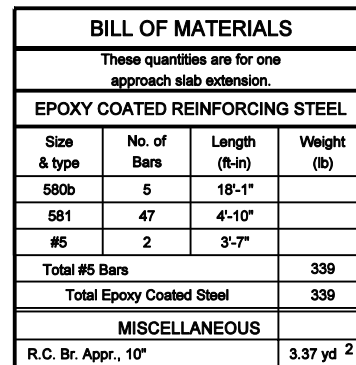 BILL OF MATERIALS
These quantities are for one
approach slab extension.
EPOXY COATED REINFORCING STEEL
Size & type No. of Bars Length (ft-in) Weight (lb)
580b 5 18'-1"
581 47 4'-10"
#5 2 3'-7"
Total #5 Bars 339
Total Epoxy Coated Steel 339
MISCELLANEOUS
R.C. Br. Appr., 10" 3.37 yd 2